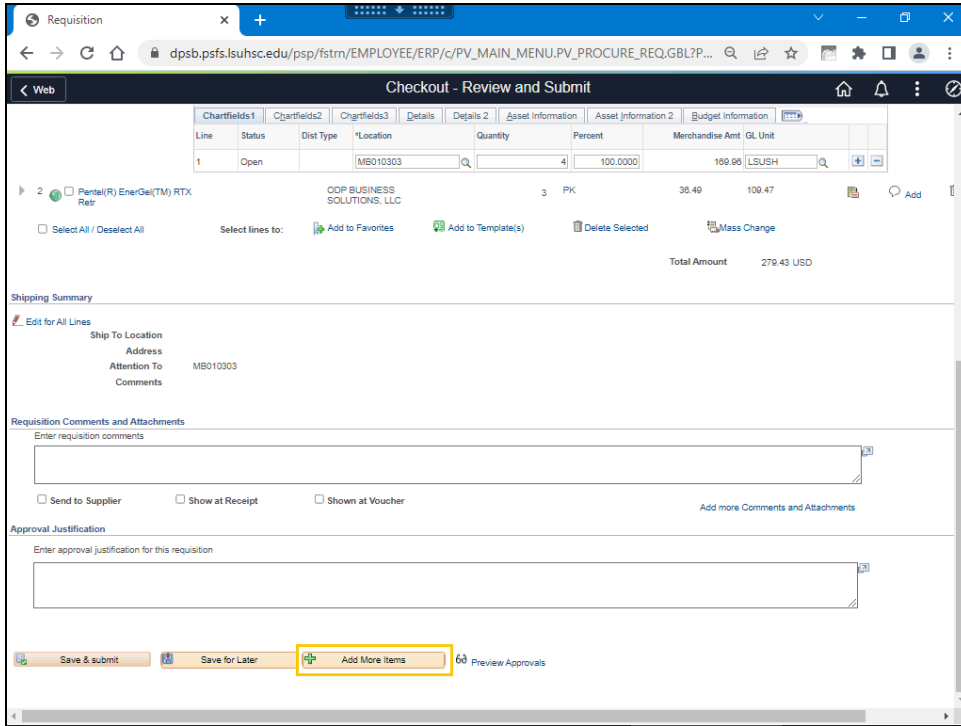 Requisition
dpsb.psfs.lsuhsc.edu/psp/fstrn/EMPLOYEE/ERP/c/PV_MAIN_MENU.PV_PROCURE_REQ.GBL?P...
Web
Checkout - Review and Submit
Chartfields1 Chartfields2 Chartfields3 Details Details 2 Asset Information Asset Information 2 Budget Information
Line Status Dist Type *Location Quantity Percent Merchandise Amt GL Unit
1 Open MB010303 4 100.0000 169.96 LSUSH
2 Pentel(R) EnerGel(TM) RTX ODP BUSINESS 3 PK 36.49 109.47 Add
Retr SOLUTIONS, LLC
Select All / Deselect All Select lines to: Add to Favorites Add to Template(s) Delete Selected Mass Change
Total Amount 279.43 USD
Shipping Summary
Edit for All Lines
Ship To Location
Address
Attention To MB010303
Comments
Requisition Comments and Attachments
Enter requisition comments
Send to Supplier Show at Receipt Shown at Voucher
Add more Comments and Attachments
Approval Justification
Enter approval justification for this requisition
Save & submit Save for Later Add More Items Preview Approvals